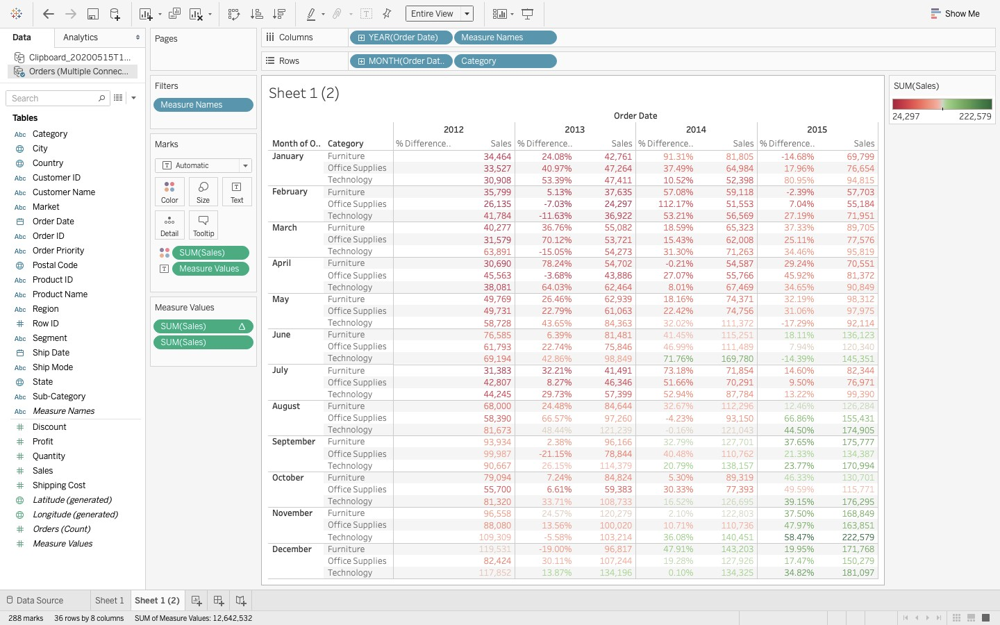 Entire View
Show Me
Data
Analytics
Clipboard_20200515T1...
Orders (Multiple Connec...
Search
Tables
Abc Category
City
Country
Abc Customer ID
Abc Customer Name
Abc Market
Order Date
Abc Order ID
Abc Order Priority
Postal Code
Abc Product ID
Abc Product Name
Abc Region
# Row ID
Abc Segment
Ship Date
Abc Ship Mode
State
Abc Sub-Category
Abc Measure Names
# Discount
# Profit
# Quantity
# Sales
# Shipping Cost
Latitude (generated)
Longitude (generated)
# Orders (Count)
# Measure Values
Pages
Filters
Measure Names
Marks
T Automatic
Color
Size
T Text
Detail
Tooltip
SUM(Sales)
T Measure Values
Measure Values
SUM(Sales) Δ
SUM(Sales)
Columns
YEAR(Order Date)
Measure Names
Rows
MONTH(Order Dat..
Category
Sheet 1 (2)
Order Date
2012 2013 2014 2015
Month of O.. Category % Difference.. Sales % Difference.. Sales % Difference.. Sales % Difference.. Sales
January Furniture 34,464 24.08% 42,761 91.31% 81,805 -14.68% 69,799
Office Supplies 33,527 40.97% 47,264 37.49% 64,984 17.96% 76,654
Technology 30,908 53.39% 47,411 10.52% 52,398 80.95% 94,815
February Furniture 35,799 5.13% 37,635 57.08% 59,118 -2.39% 57,703
Office Supplies 26,135 -7.03% 24,297 112.17% 51,553 7.04% 55,184
Technology 41,784 -11.63% 36,922 53.21% 56,569 27.19% 71,951
March Furniture 40,277 36.76% 55,082 18.59% 65,323 37.33% 89,705
Office Supplies 31,579 70.12% 53,721 15.43% 62,008 25.11% 77,576
Technology 63,891 -15.05% 54,273 31.30% 71,263 34.46% 95,819
April Furniture 30,690 78.24% 54,702 -0.21% 54,587 29.24% 70,551
Office Supplies 45,563 -3.68% 43,886 27.07% 55,766 45.92% 81,372
Technology 38,081 64.03% 62,464 8.01% 67,469 34.65% 90,849
May Furniture 49,769 26.46% 62,939 18.16% 74,371 32.19% 98,312
Office Supplies 49,731 22.79% 61,063 22.42% 74,756 31.06% 97,975
Technology 58,728 43.65% 84,363 32.02% 111,372 -17.29% 92,114
June Furniture 76,585 6.39% 81,481 41.45% 115,251 18.11% 136,123
Office Supplies 61,793 22.74% 75,846 46.99% 111,489 7.94% 120,340
Technology 69,194 42.86% 98,849 71.76% 169,780 -14.39% 145,351
July Furniture 31,383 32.21% 41,491 73.18% 71,854 14.60% 82,344
Office Supplies 42,807 8.27% 46,346 51.66% 70,291 9.50% 76,971
Technology 44,245 29.73% 57,399 52.94% 87,784 13.22% 99,390
August Furniture 68,000 24.48% 84,644 32.67% 112,296 12.46% 126,284
Office Supplies 58,390 66.57% 97,260 -4.23% 93,150 66.86% 155,431
Technology 81,673 48.44% 121,239 -0.16% 121,043 44.50% 174,905
September Furniture 93,934 2.38% 96,166 32.79% 127,701 37.65% 175,777
Office Supplies 99,987 -21.15% 78,844 40.48% 110,762 21.33% 134,387
Technology 90,667 26.15% 114,379 20.79% 138,157 23.77% 170,994
October Furniture 79,094 7.24% 84,824 5.30% 89,319 46.33% 130,701
Office Supplies 55,700 6.61% 59,383 30.33% 77,393 49.59% 115,771
Technology 81,320 33.71% 108,733 16.52% 126,695 39.15% 176,295
November Furniture 96,558 24.57% 120,279 2.10% 122,803 37.50% 168,849
Office Supplies 88,080 13.56% 100,020 10.71% 110,736 47.97% 163,851
Technology 109,309 -5.58% 103,214 36.08% 140,451 58.47% 222,579
December Furniture 119,531 -19.00% 96,817 47.91% 143,203 19.95% 171,768
Office Supplies 82,424 30.11% 107,244 19.28% 127,926 17.47% 150,279
Technology 117,852 13.87% 134,196 0.10% 134,325 34.82% 181,097
SUM(Sales)
24,297 222,579
Data Source
Sheet 1
Sheet 1 (2)
288 marks
36 rows by 8 columns
SUM of Measure Values: 12,642,532